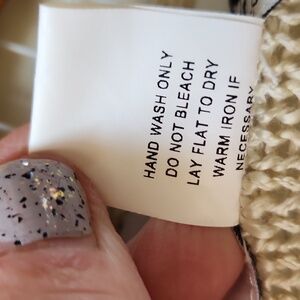 HAND WASH ONLY
DO NOT BLEACH
LAY FLAT TO DRY
WARM IRON IF
NECESSARY